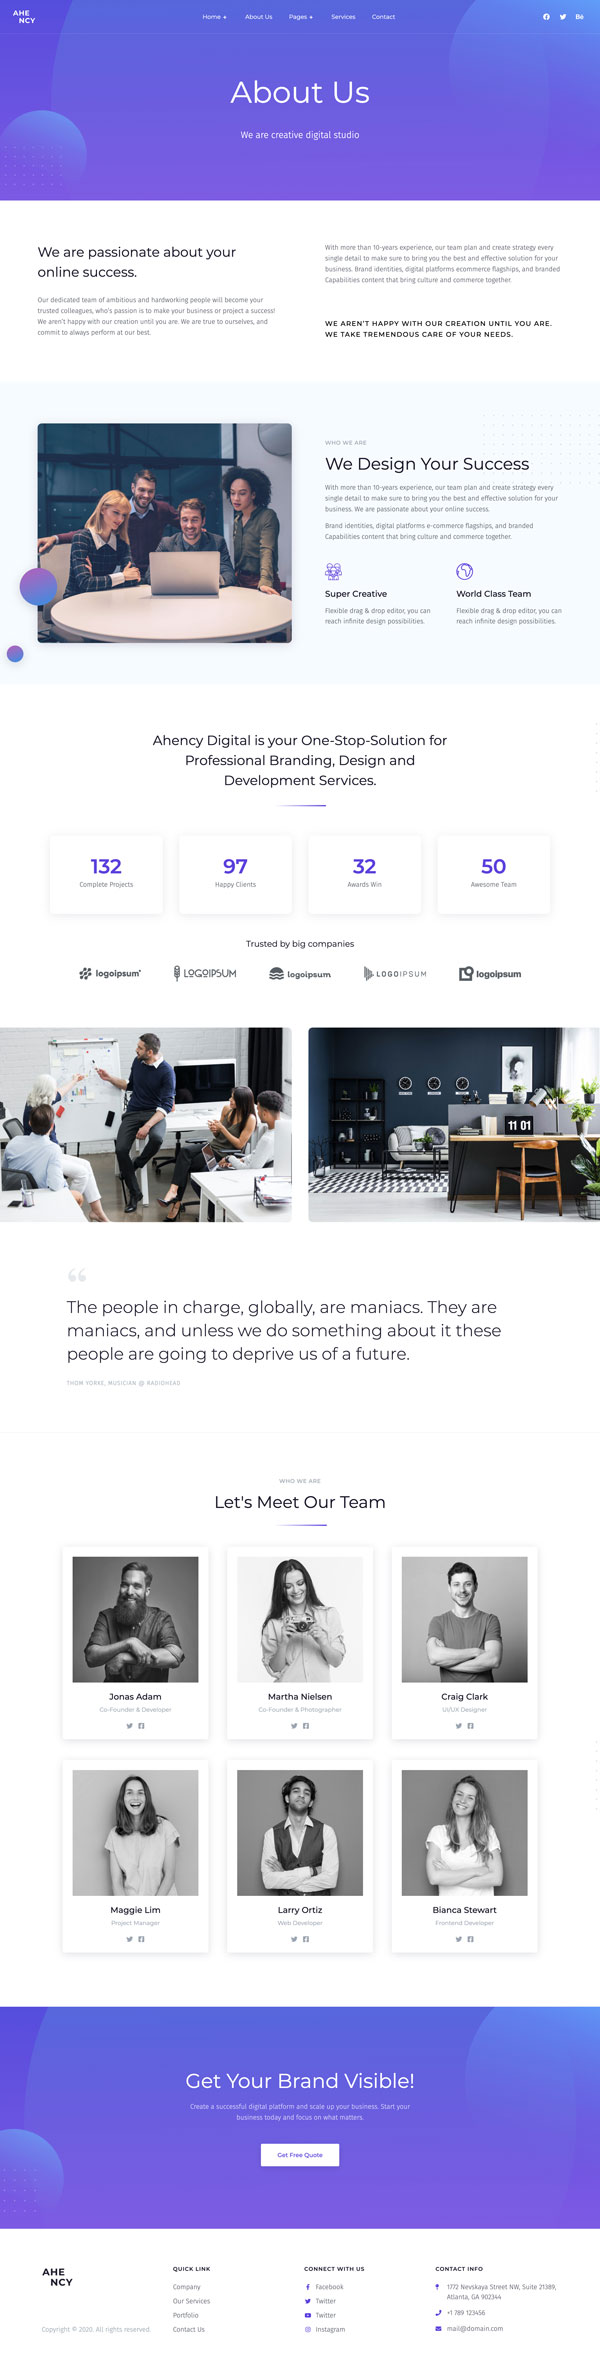 AHE
NCY
Home +
About Us
Pages +
Services
Contact
About Us
We are creative digital studio
We are passionate about your
online success.
Our dedicated team of ambitious and hardworking people will become your
trusted colleagues, who's passion is to make your business or project a success!
We aren't happy with our creation until you are. We are true to ourselves, and
commit to always perform at our best.
With more than 10-years experience, our team plan and create strategy every
single detail to make sure to bring you the best and effective solution for your
business. Brand identities, digital platforms ecommerce flagships, and branded
Capabilities content that bring culture and commerce together.
WE AREN'T HAPPY WITH OUR CREATION UNTIL YOU ARE.
WE TAKE TREMENDOUS CARE OF YOUR NEEDS.
WHO WE ARE
We Design Your Success
With more than 10-years experience, our team plan and create strategy every
single detail to make sure to bring you the best and effective solution for your
business. We are passionate about your online success.
Brand identities, digital platforms e-commerce flagships, and branded
Capabilities content that bring culture and commerce together.
Super Creative
Flexible drag & drop editor, you can
reach infinite design possibilities.
World Class Team
Flexible drag & drop editor, you can
reach infinite design possibilities.
Ahency Digital is your One-Stop-Solution for
Professional Branding, Design and
Development Services.
132
Complete Projects
97
Happy Clients
32
Awards Win
50
Awesome Team
Trusted by big companies
logoipsum
LOGOIPSUM
logoipsum
LOGOIPSUM
logoipsum
11 01
“
The people in charge, globally, are maniacs. They are
maniacs, and unless we do something about it these
people are going to deprive us of a future.
THOM YORKE, MUSICIAN @ RADIOHEAD
WHO WE ARE
Let's Meet Our Team
Jonas Adam
Co-Founder & Developer
Martha Nielsen
Co-Founder & Photographer
Craig Clark
UI/UX Designer
Maggie Lim
Project Manager
Larry Ortiz
Web Developer
Bianca Stewart
Frontend Developer
Get Your Brand Visible!
Create a successful digital platform and scale up your business. Start your
business today and focus on what matters.
Get Free Quote
AHE
NCY
Copyright © 2020. All rights reserved.
QUICK LINK
Company
Our Services
Portfolio
Contact Us
CONNECT WITH US
Facebook
Twitter
Twitter
Instagram
CONTACT INFO
1772 Nevskaya Street NW, Suite 21389,
Atlanta, GA 902344
+1 789 123456
mail@domain.com